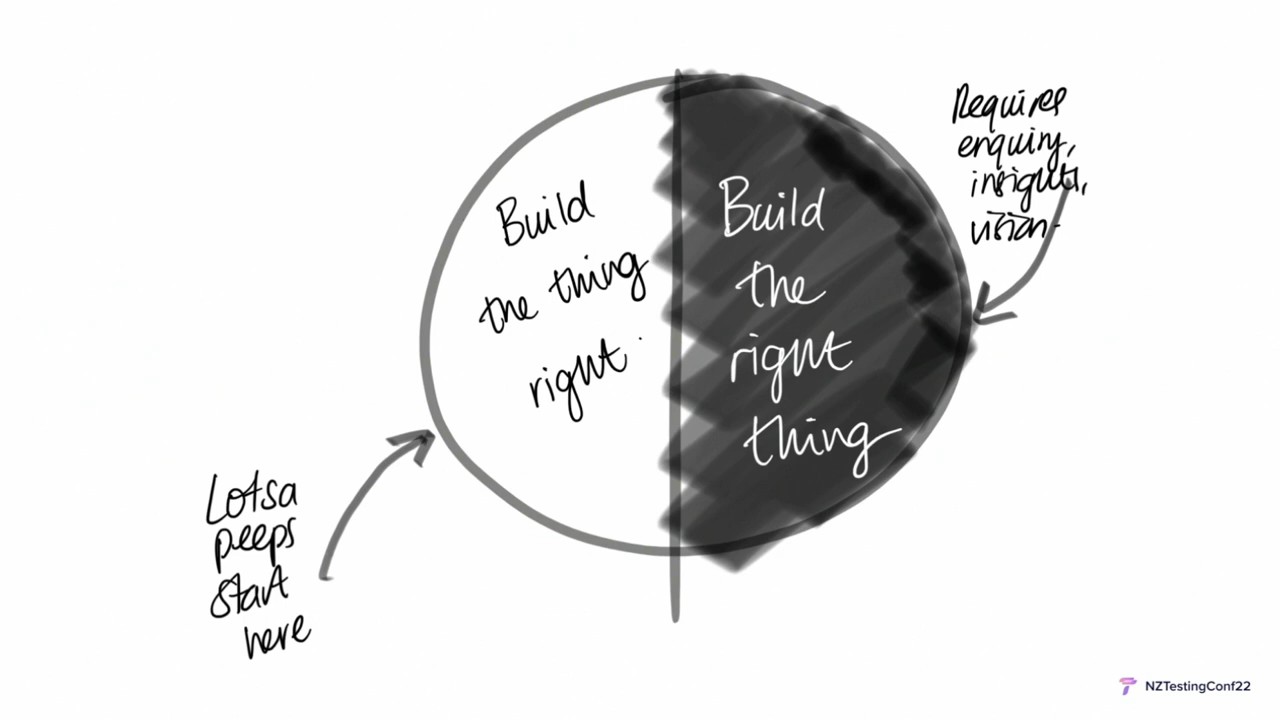 Build
the thing
right.
Build
the
right
thing
Requires
enquiry,
insights,
vision.
Lotsa
peeps
start
here
NZTestingConf22